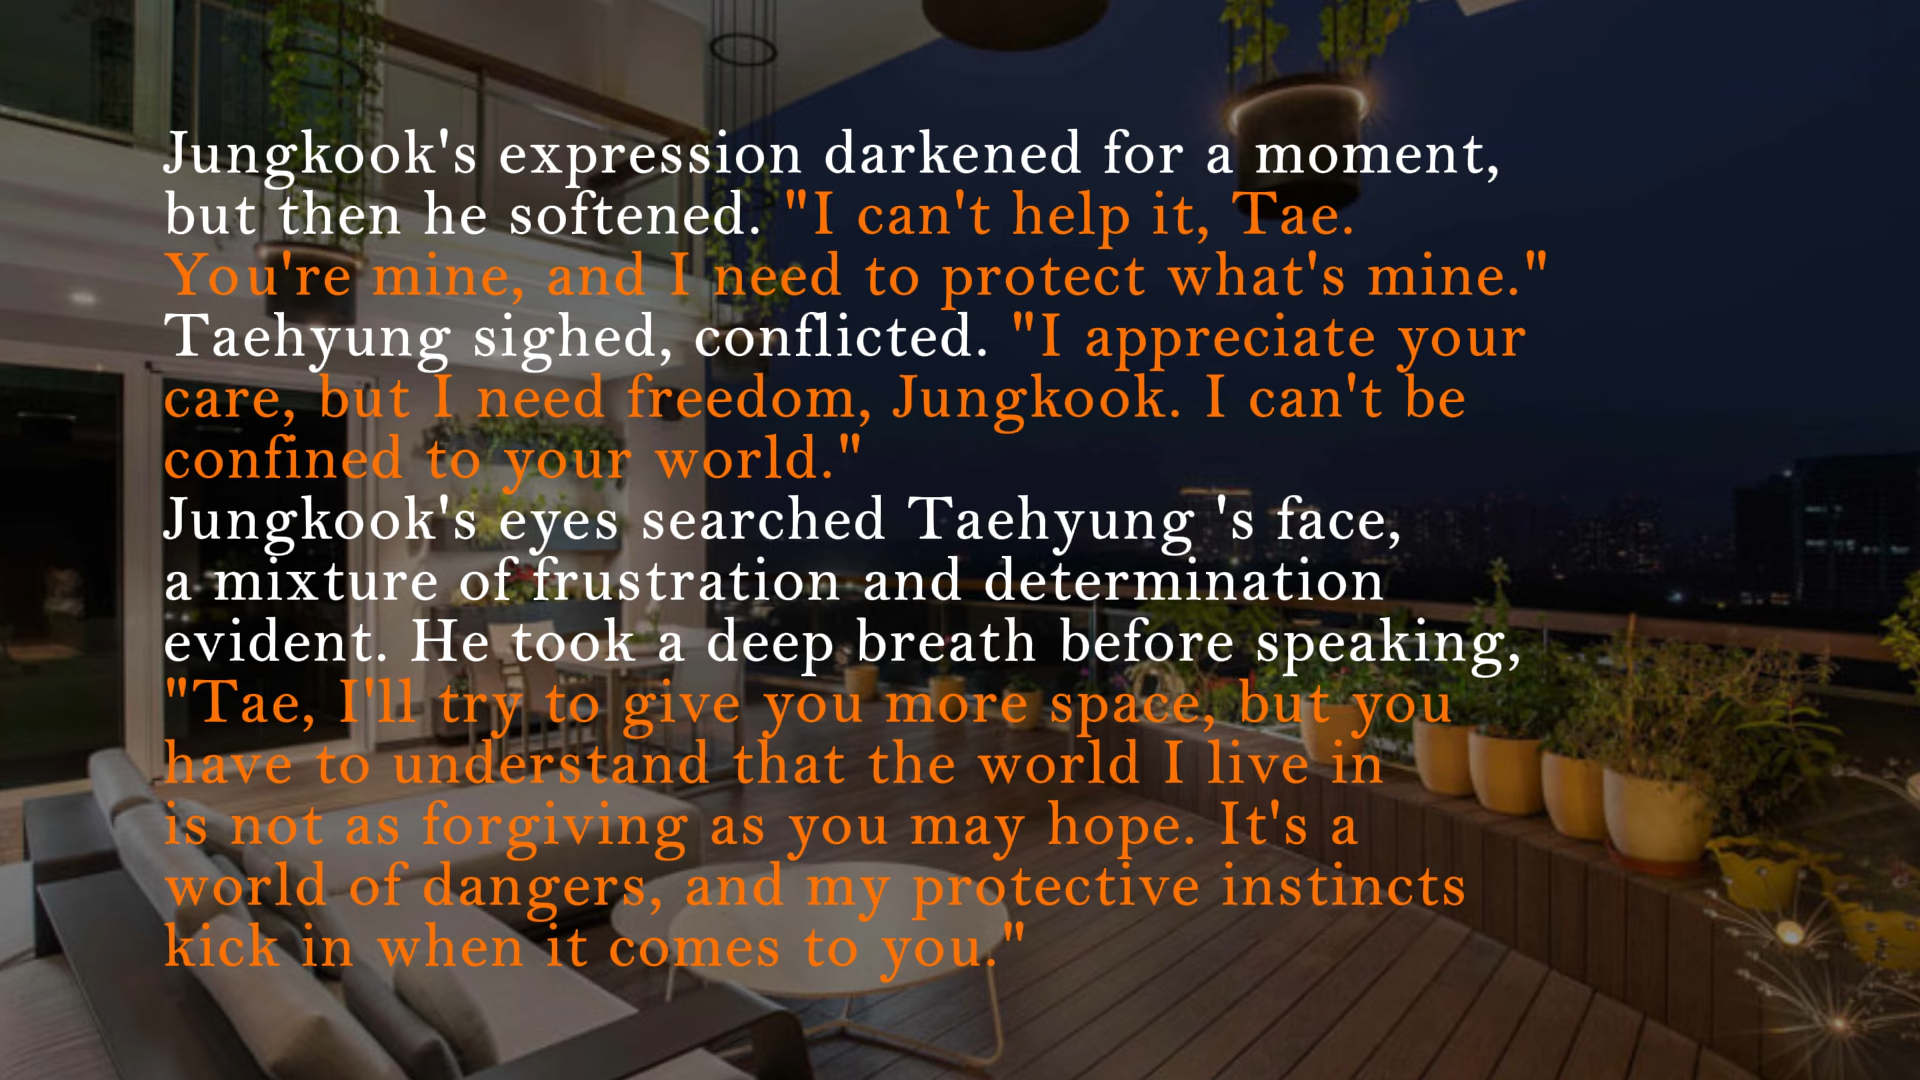 Jungkook's expression darkened for a moment,
but then he softened. "I can't help it, Tae.
You're mine, and I need to protect what's mine."
Taehyung sighed, conflicted. "I appreciate your
care, but I need freedom, Jungkook. I can't be
confined to your world."
Jungkook's eyes searched Taehyung 's face,
a mixture of frustration and determination
evident. He took a deep breath before speaking,
"Tae, I'll try to give you more space, but you
have to understand that the world I live in
is not as forgiving as you may hope. It's a
world of dangers, and my protective instincts
kick in when it comes to you."